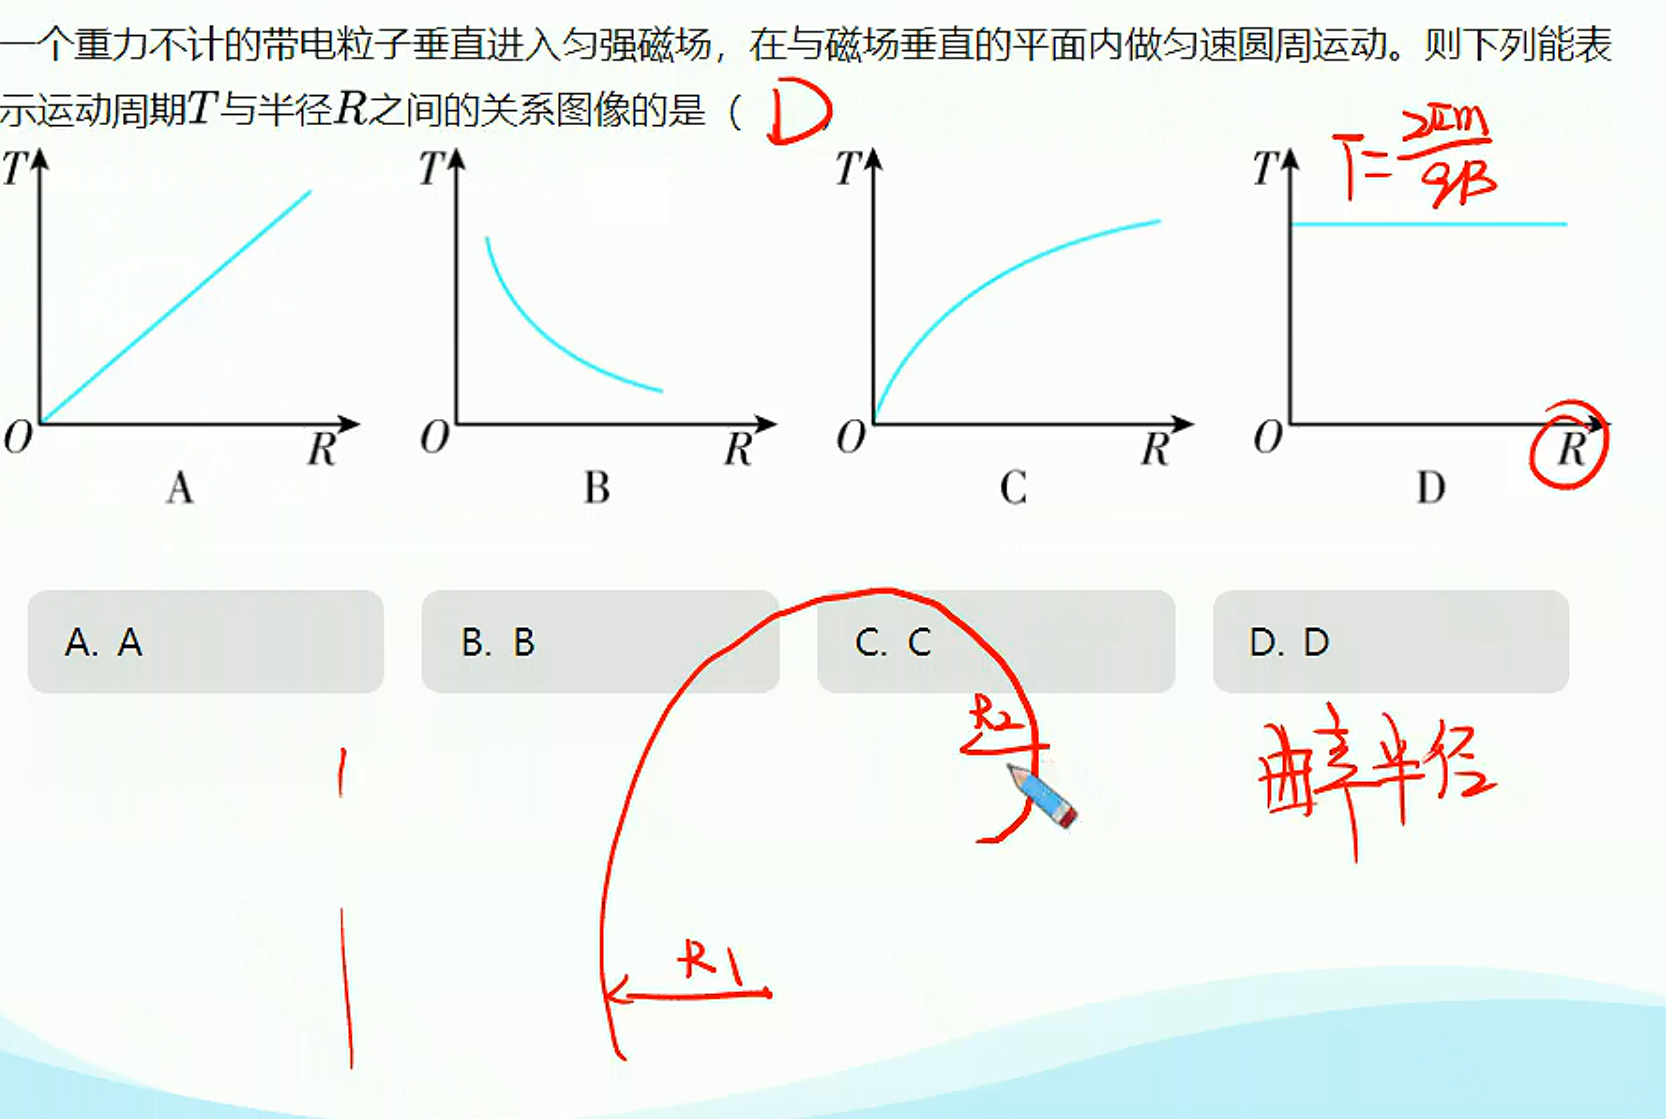 一个重力不计的带电粒子垂直进入匀强磁场，在与磁场垂直的平面内做匀速圆周运动。则下列能表
示运动周期T与半径R之间的关系图像的是（ D ）
T=2πm/qB
T T T T
O R O R O R O R
A B C D
A. A B. B C. C D. D
R2
曲率半径
R1